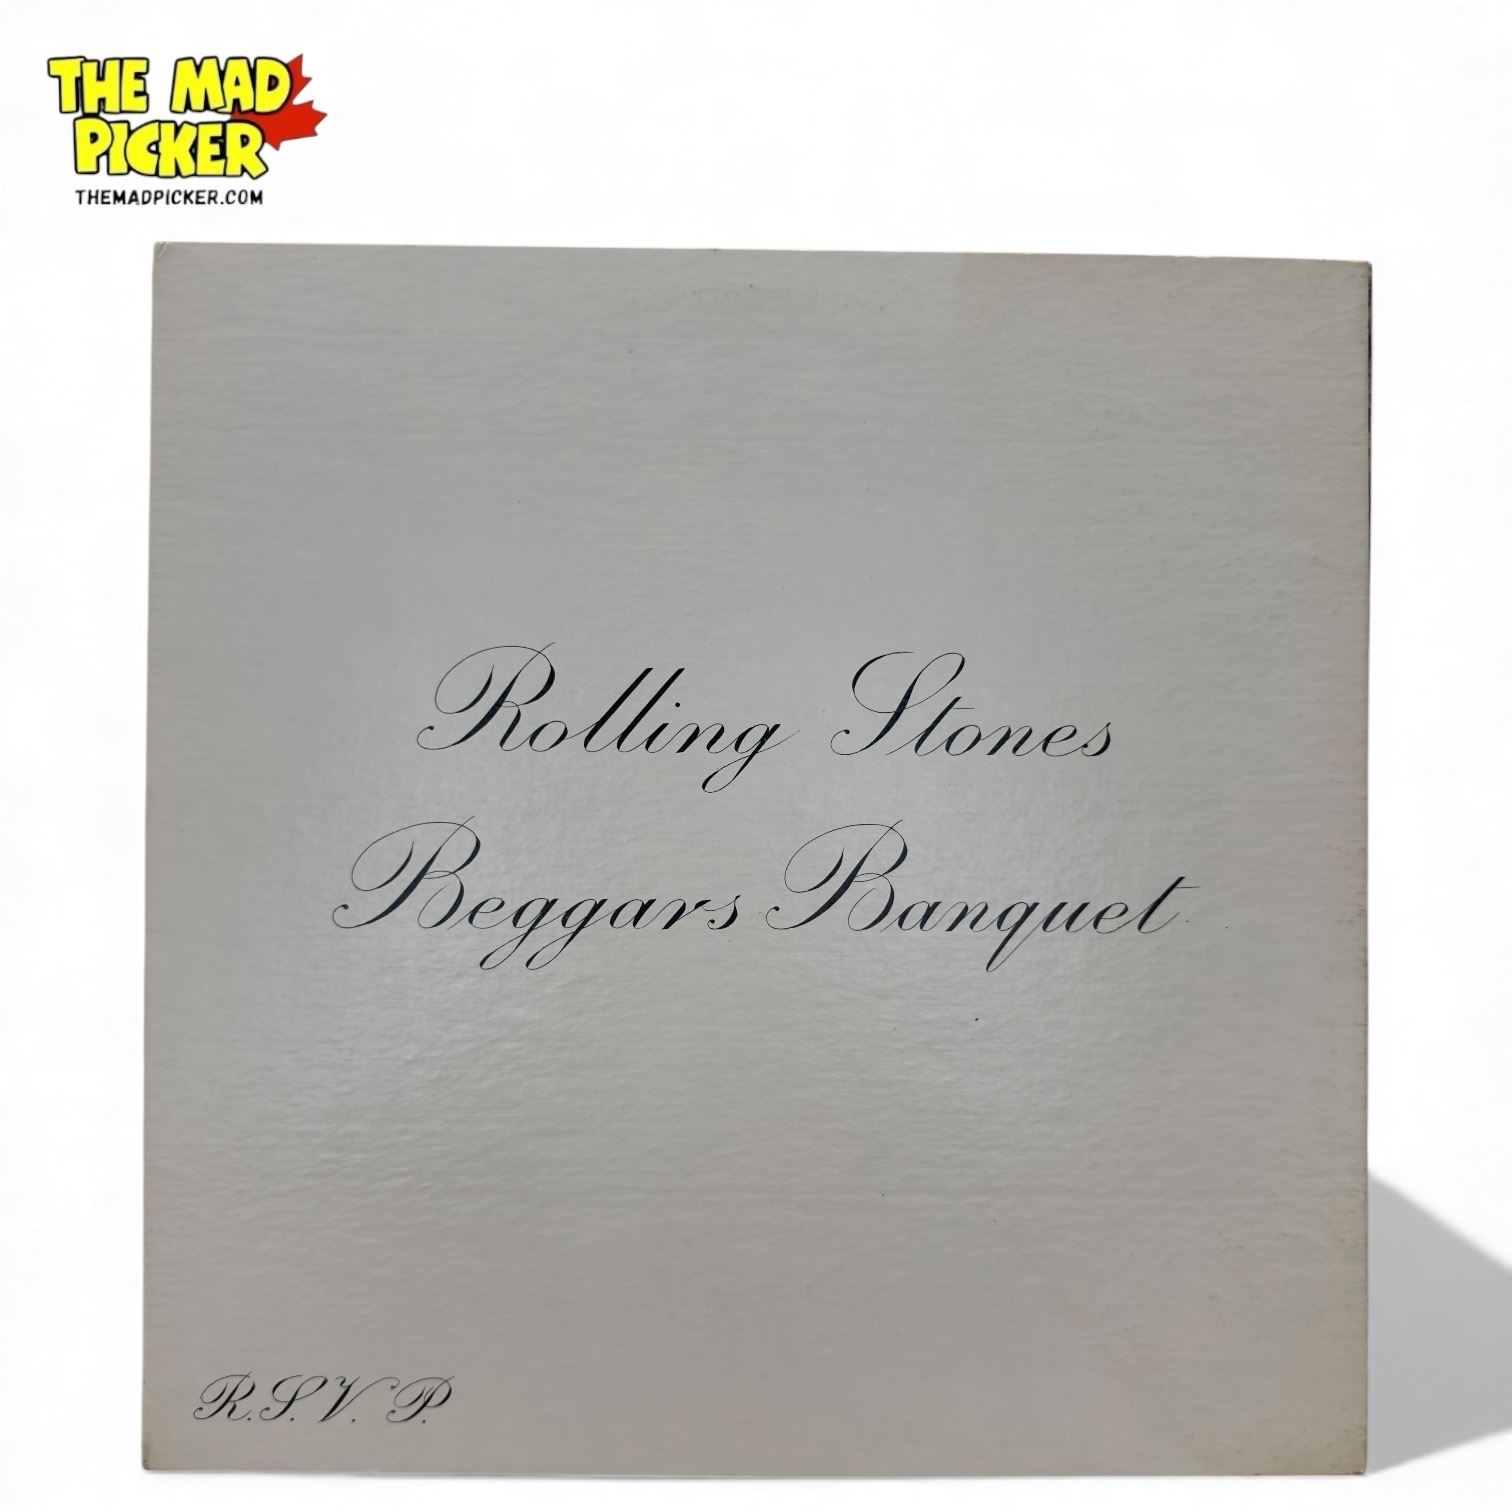 THE MAD
PICKER
THEMADPICKER.COM
Rolling Stones
Beggars Banquet
R.S.V.P.